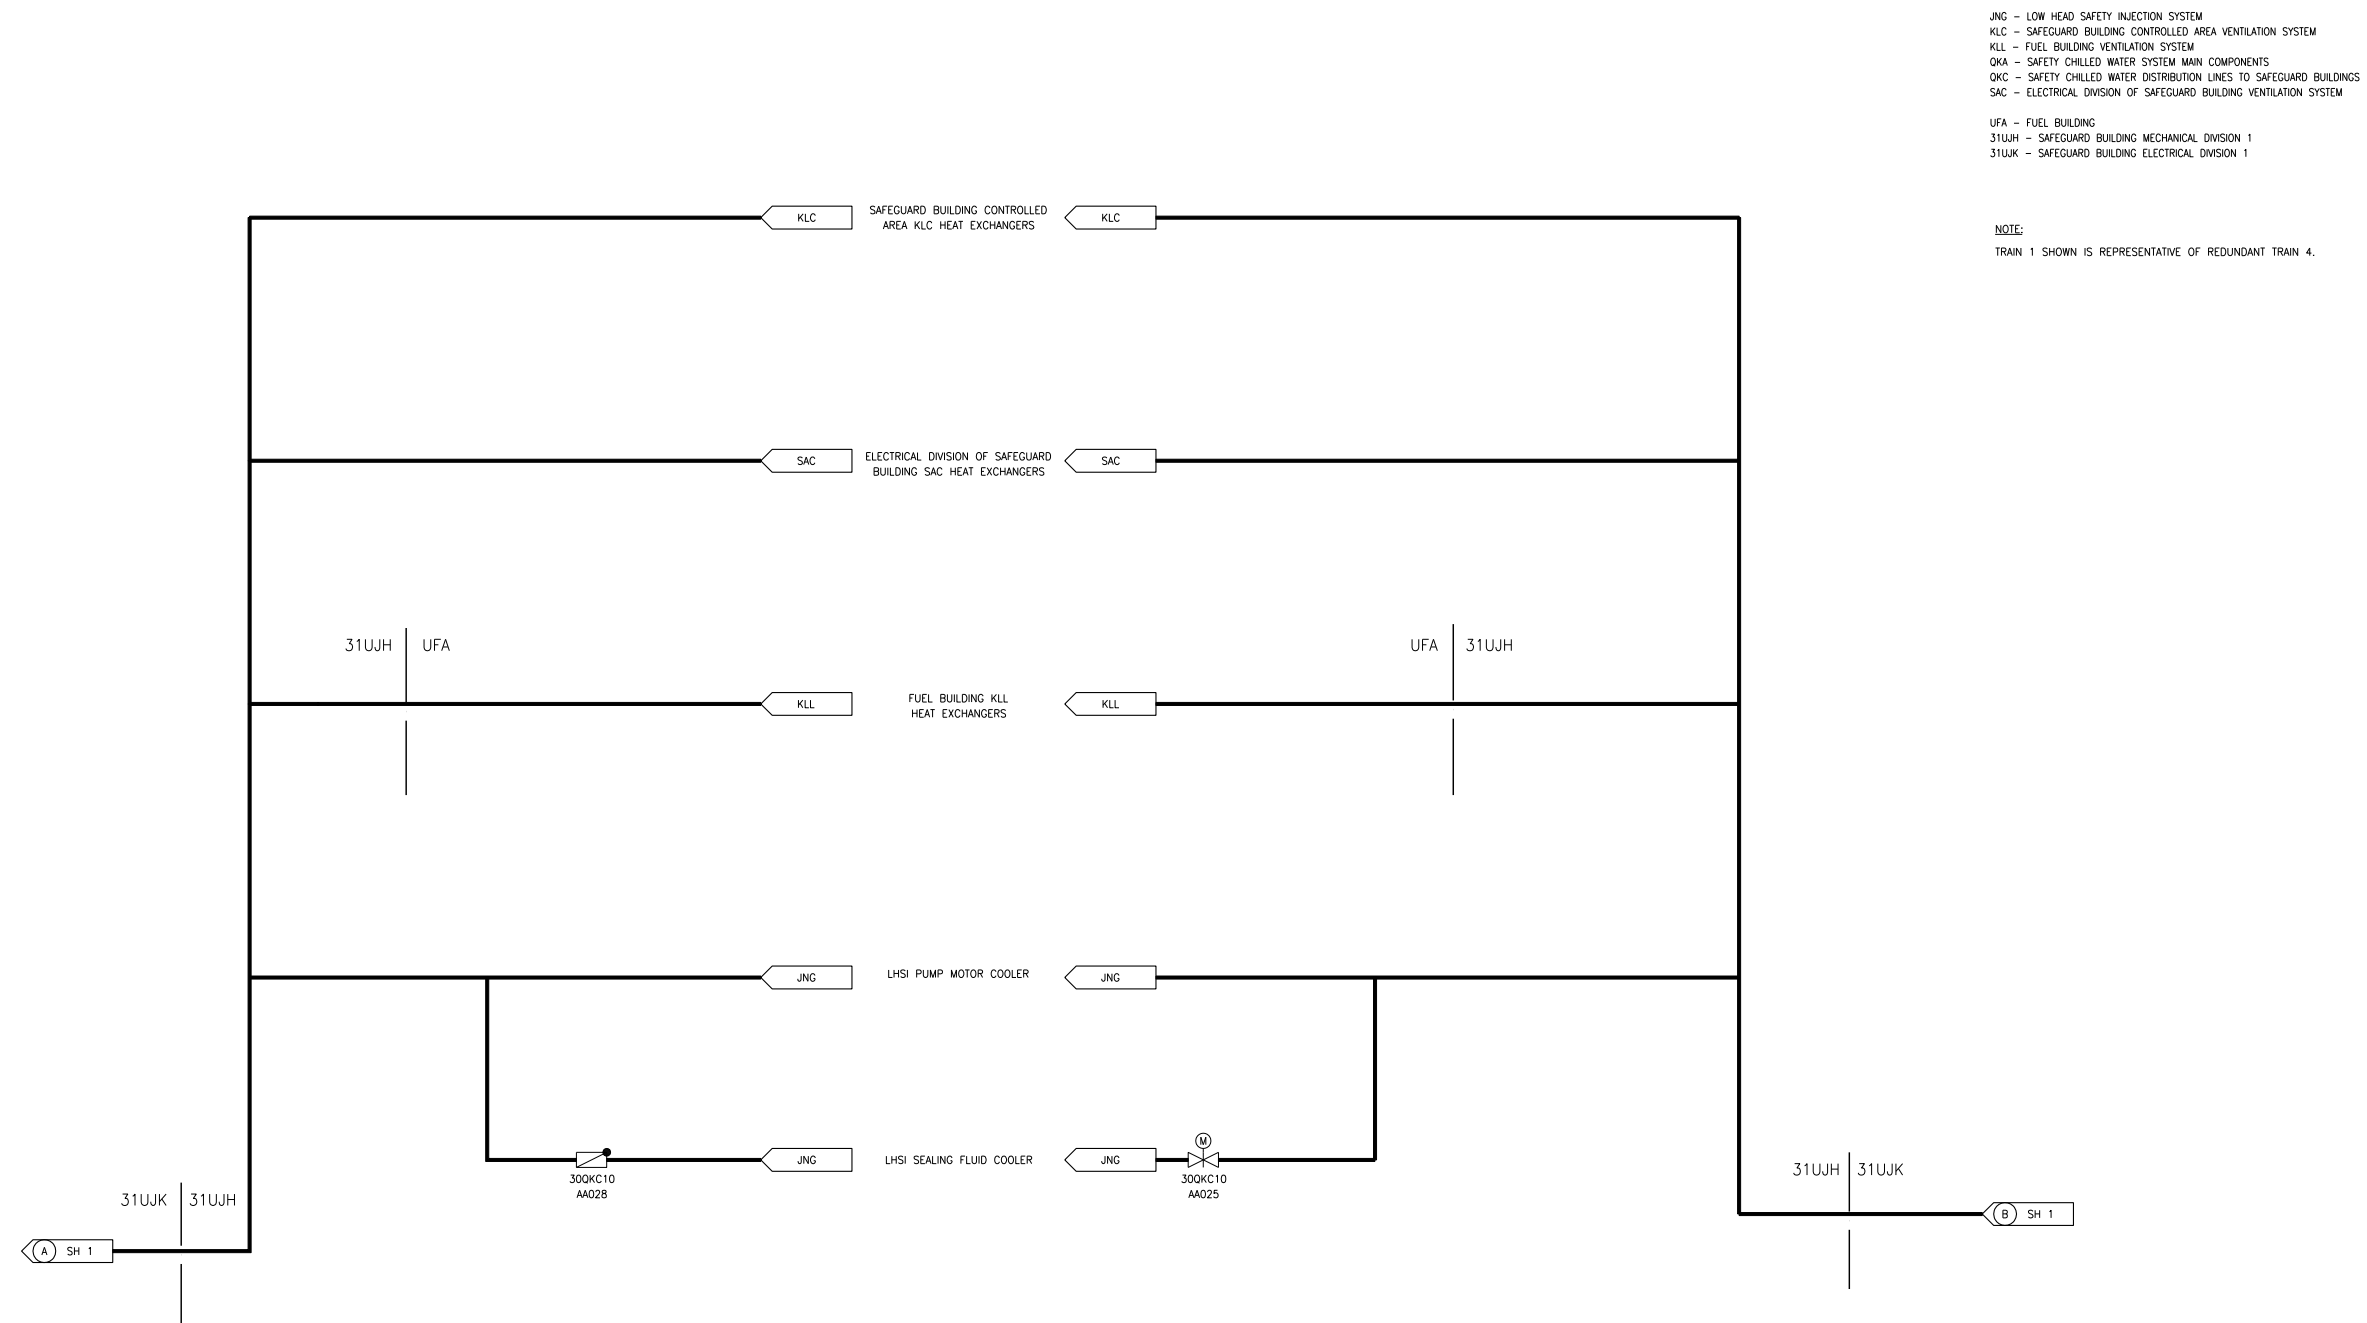 JNG – LOW HEAD SAFETY INJECTION SYSTEM
KLC – SAFEGUARD BUILDING CONTROLLED AREA VENTILATION SYSTEM
KLL – FUEL BUILDING VENTILATION SYSTEM
QKA – SAFETY CHILLED WATER SYSTEM MAIN COMPONENTS
QKC – SAFETY CHILLED WATER DISTRIBUTION LINES TO SAFEGUARD BUILDINGS
SAC – ELECTRICAL DIVISION OF SAFEGUARD BUILDING VENTILATION SYSTEM
UFA – FUEL BUILDING
31UJH – SAFEGUARD BUILDING MECHANICAL DIVISION 1
31UJK – SAFEGUARD BUILDING ELECTRICAL DIVISION 1
NOTE:
TRAIN 1 SHOWN IS REPRESENTATIVE OF REDUNDANT TRAIN 4.
KLC
SAFEGUARD BUILDING CONTROLLED
AREA KLC HEAT EXCHANGERS
KLC
SAC
ELECTRICAL DIVISION OF SAFEGUARD
BUILDING SAC HEAT EXCHANGERS
SAC
31UJH
UFA
UFA
31UJH
KLL
FUEL BUILDING KLL
HEAT EXCHANGERS
KLL
JNG
LHSI PUMP MOTOR COOLER
JNG
M
JNG
LHSI SEALING FLUID COOLER
JNG
30QKC10
AA028
30QKC10
AA025
31UJH
31UJK
31UJK
31UJH
B SH 1
A SH 1